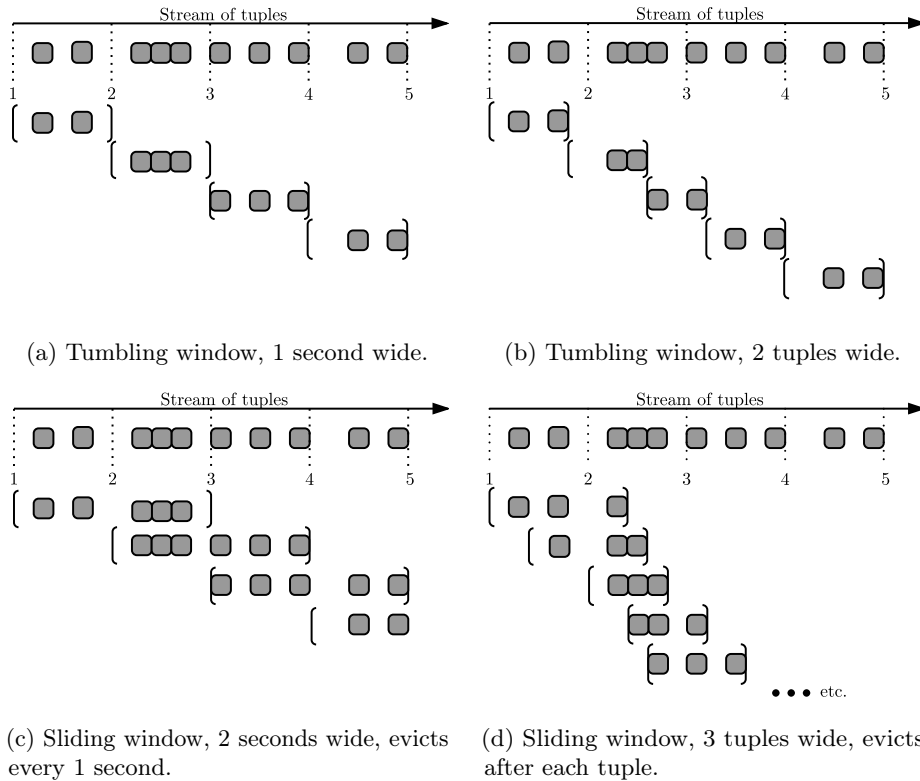 Stream of tuples
1 2 3 4 5
(a) Tumbling window, 1 second wide.
Stream of tuples
1 2 3 4 5
(b) Tumbling window, 2 tuples wide.
Stream of tuples
1 2 3 4 5
(c) Sliding window, 2 seconds wide, evicts
every 1 second.
Stream of tuples
1 2 3 4 5
etc.
(d) Sliding window, 3 tuples wide, evicts
after each tuple.